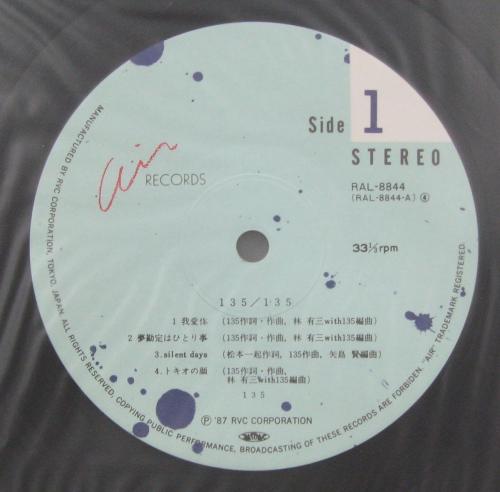 Side 1
STEREO
Air RECORDS
RAL-8844
(RAL-8844-A) ④
33⅓rpm
135/135
1.我愛你 (135作詞・作曲, 林 有三with135編曲)
2.夢勘定はひとり事 (135作詞・作曲, 林 有三with135編曲)
3.silent days (松本一起作詞, 135作曲, 矢島 賢編曲)
4.トキオの顔 (135作詞・作曲,
林 有三With135編曲)
135
Ⓟ '87 RVC CORPORATION
MANUFACTURED BY RVC CORPORATION, TOKYO, JAPAN. ALL RIGHTS RESERVED. COPYING PUBLIC PERFORMANCE, BROADCASTING OF THESE RECORDS ARE FORBIDDEN. "AIR" TRADEMARK REGISTERED.